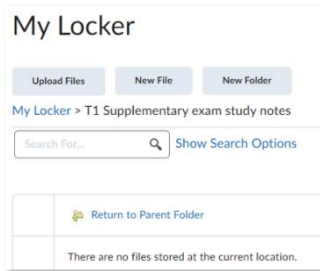 My Locker
Upload Files New File New Folder
My Locker > T1 Supplementary exam study notes
Search For... Show Search Options
Return to Parent Folder
There are no files stored at the current location.